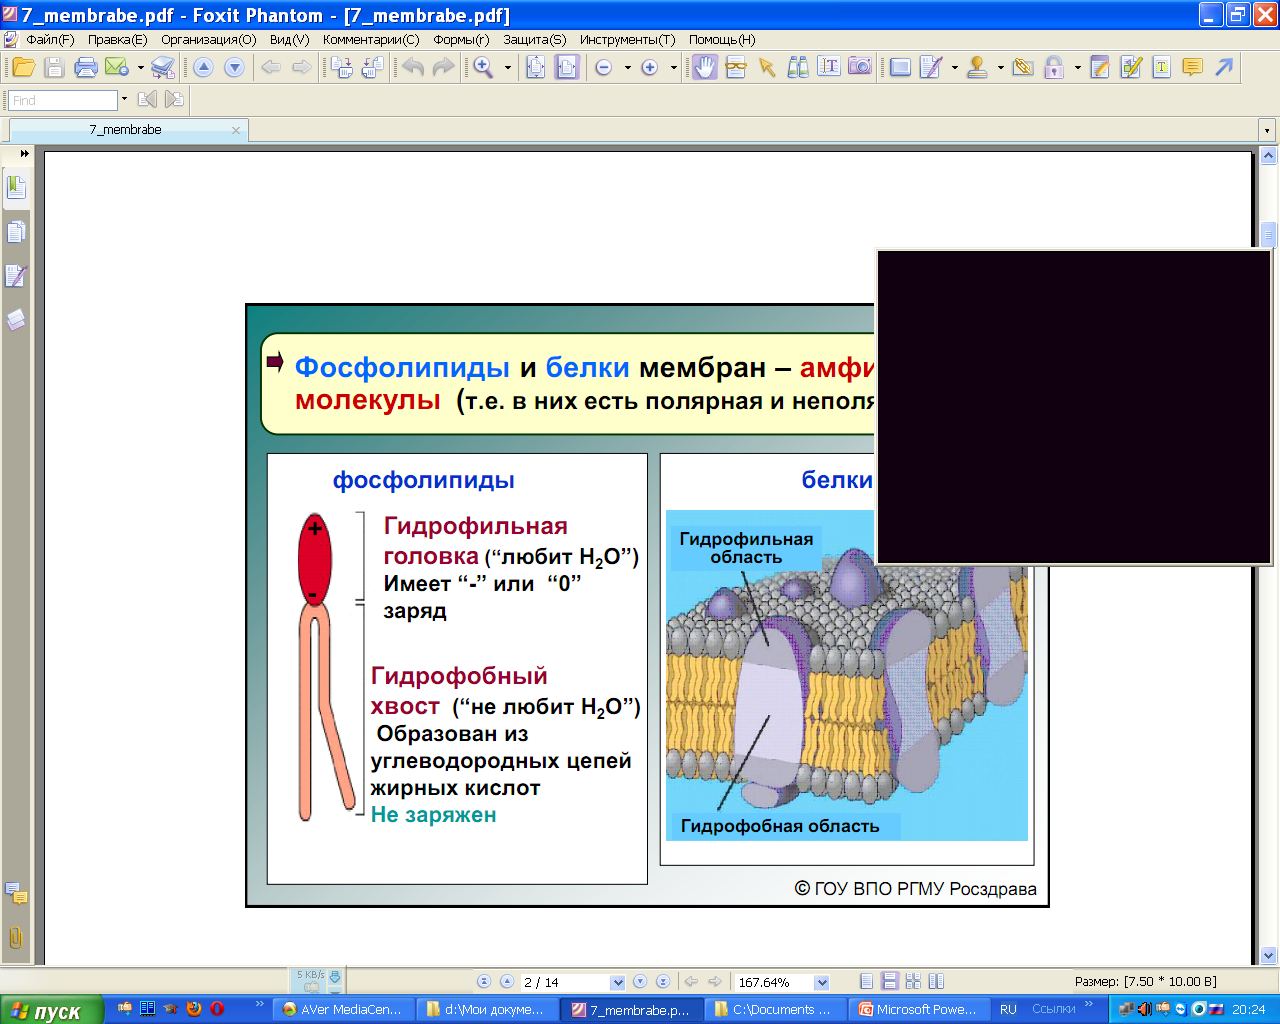 7_membrabe.pdf - Foxit Phantom - [7_membrabe.pdf]
Файл(F) Правка(E) Организация(O) Вид(V) Комментарии(C) Формы(r) Защита(S) Инструменты(T) Помощь(H)
Find
7_membrabe
Фосфолипиды и белки мембран – амфи
молекулы (т.е. в них есть полярная и неполя
фосфолипиды
белки
+
-
Гидрофильная
головка (“любит H2O”)
Имеет “-” или “0”
заряд
Гидрофобный
хвост (“не любит H2O”)
Образован из
углеводородных цепей
жирных кислот
Не заряжен
Гидрофильная
область
Гидрофобная область
© ГОУ ВПО РГМУ Росздрава
5 KB/s
2 / 14
167.64%
Размер: [7.50 * 10.00 В]
пуск
AVer MediaCen...
d:\Мои докуме...
7_membrabe.p...
C:\Documents ...
Microsoft Powe...
RU
Ссылки
20:24